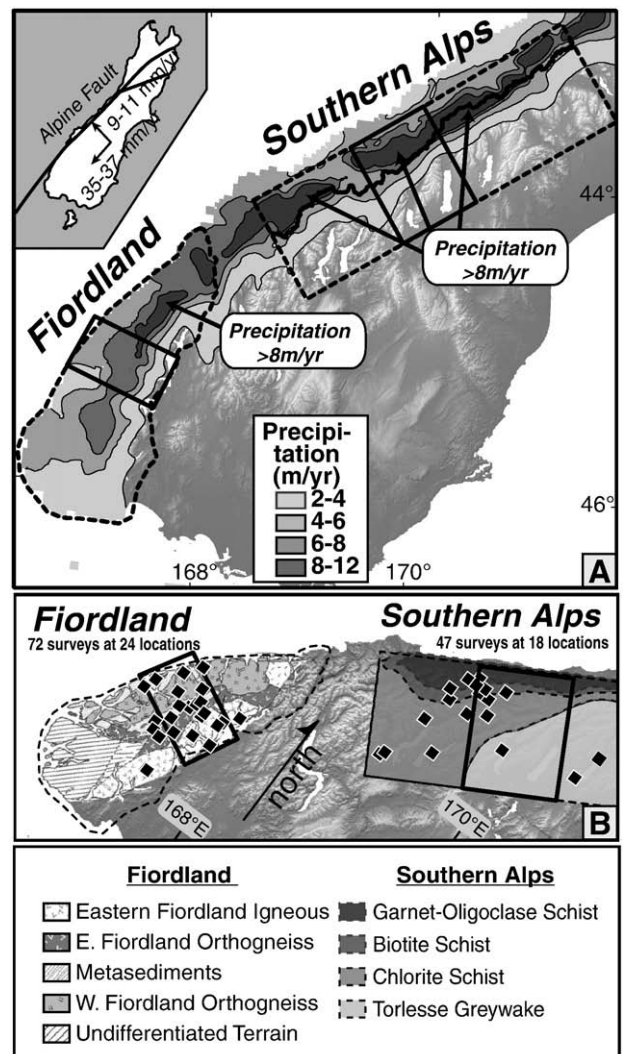 Alpine Fault
9-11 mm/yr
35-37 mm/yr
Southern Alps
Fiordland
44°
Precipitation
>8m/yr
Precipitation
>8m/yr
Precipi-
tation
(m/yr)
2-4
4-6
6-8
8-12
46°
168°
170°
A
Fiordland
72 surveys at 24 locations
Southern Alps
47 surveys at 18 locations
north
168°E
170°E
B
Fiordland
Eastern Fiordland Igneous
E. Fiordland Orthogneiss
Metasediments
W. Fiordland Orthogneiss
Undifferentiated Terrain
Southern Alps
Garnet-Oligoclase Schist
Biotite Schist
Chlorite Schist
Torlesse Greywake